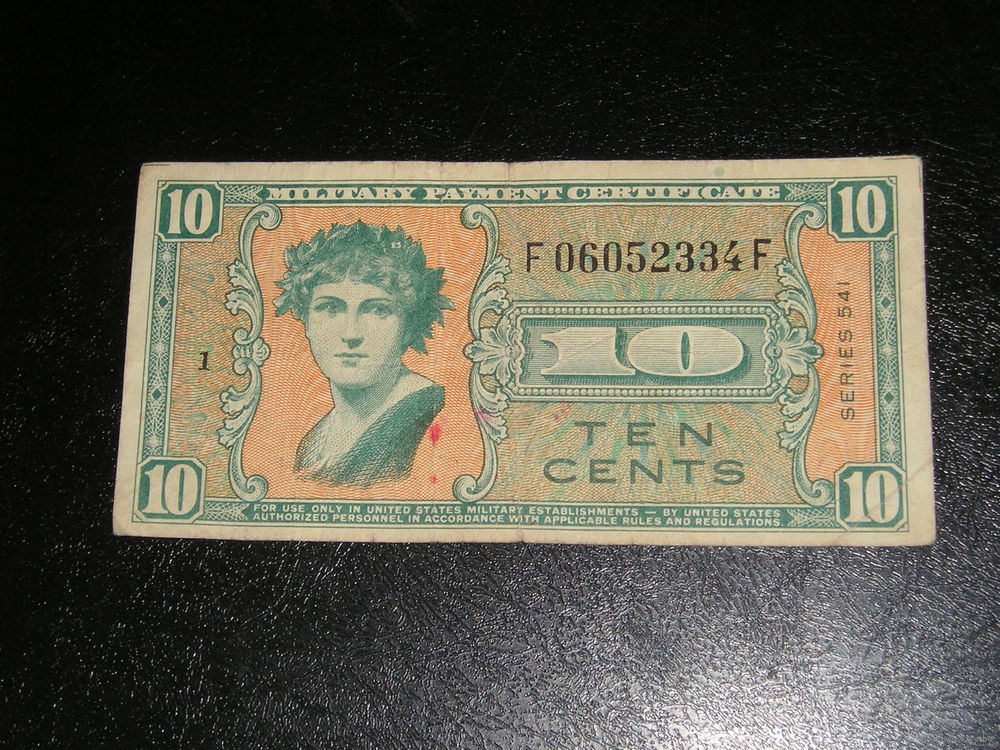 10 MILITARY PAYMENT CERTIFICATE 10
F06052334F
1
10
SERIES 541
TEN
CENTS
10 10
FOR USE ONLY IN UNITED STATES MILITARY ESTABLISHMENTS — BY UNITED STATES
AUTHORIZED PERSONNEL IN ACCORDANCE WITH APPLICABLE RULES AND REGULATIONS.